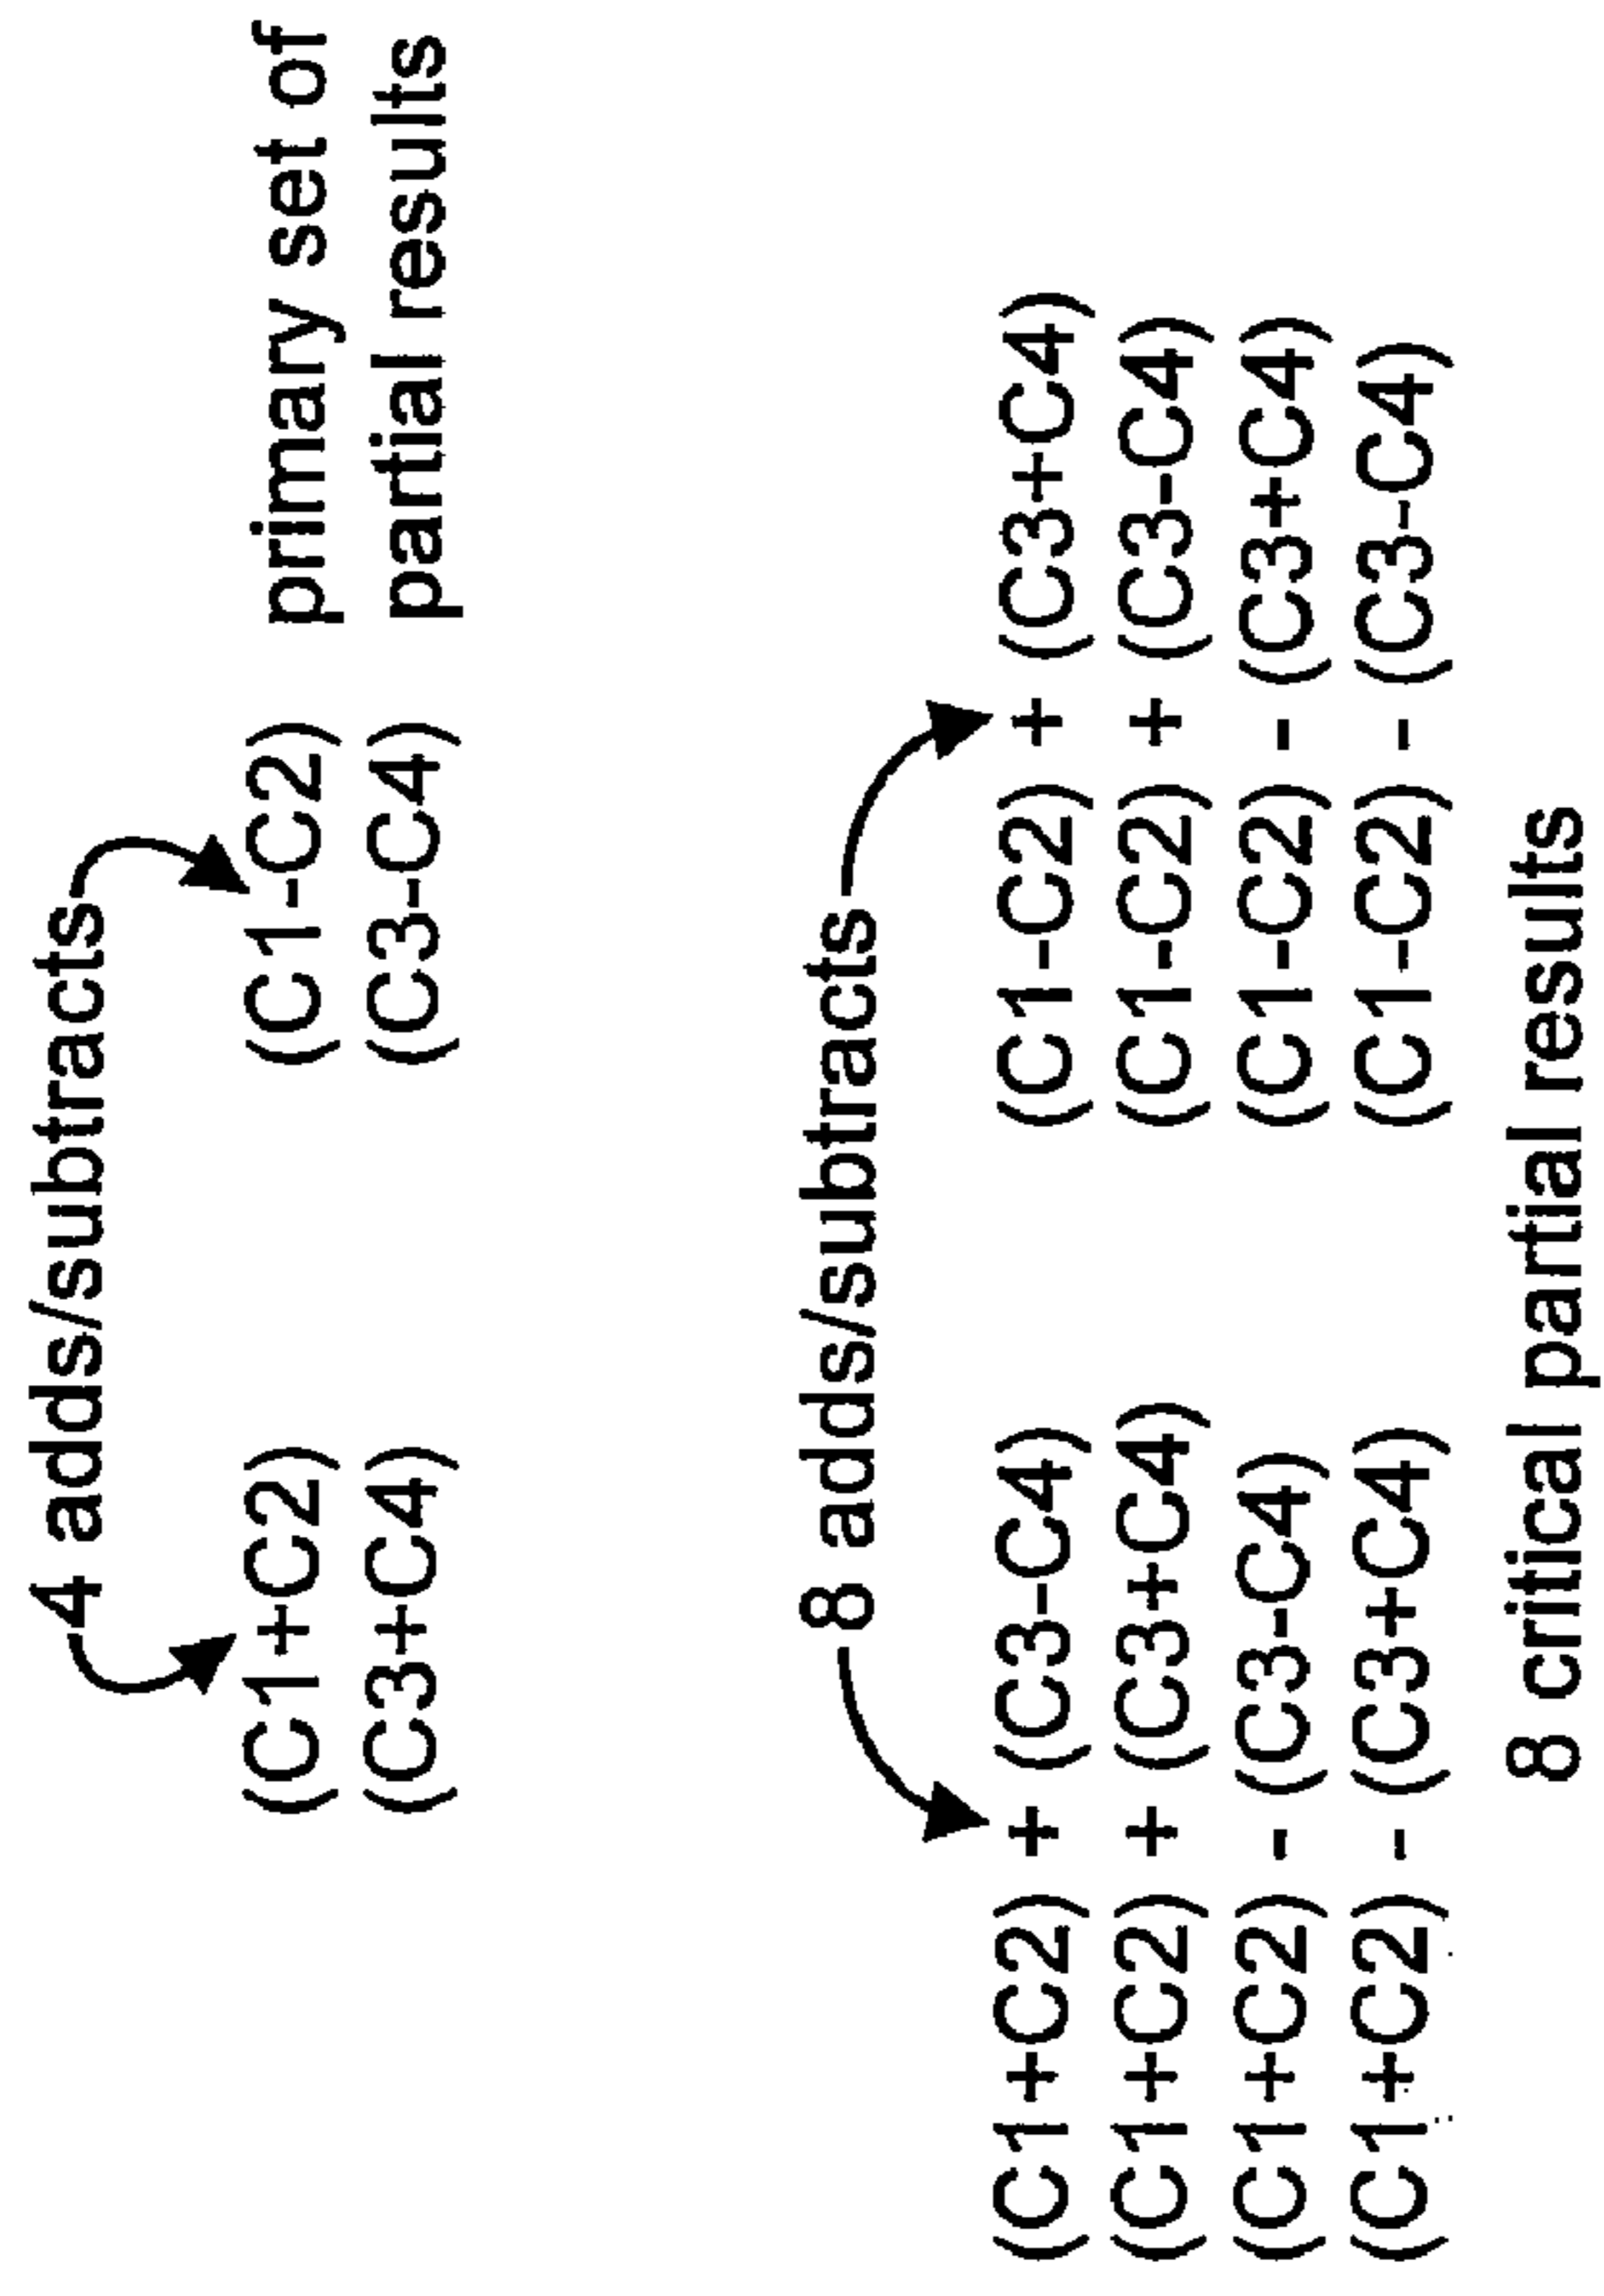 4 adds/subtracts
(C1+C2) (C1-C2) primary set of
(C3+C4) (C3-C4) partial results
8 adds/subtracts
(C1+C2) + (C3-C4) (C1-C2) + (C3+C4)
(C1+C2) + (C3+C4) (C1-C2) + (C3-C4)
(C1+C2) - (C3-C4) (C1-C2) - (C3+C4)
(C1+C2) - (C3+C4) (C1-C2) - (C3-C4)
8 critical partial results